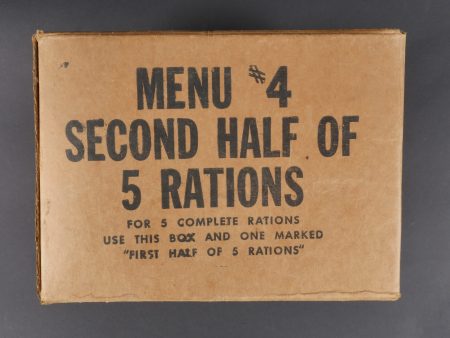 MENU #4
SECOND HALF OF
5 RATIONS
FOR 5 COMPLETE RATIONS
USE THIS BOX AND ONE MARKED
"FIRST HALF OF 5 RATIONS"